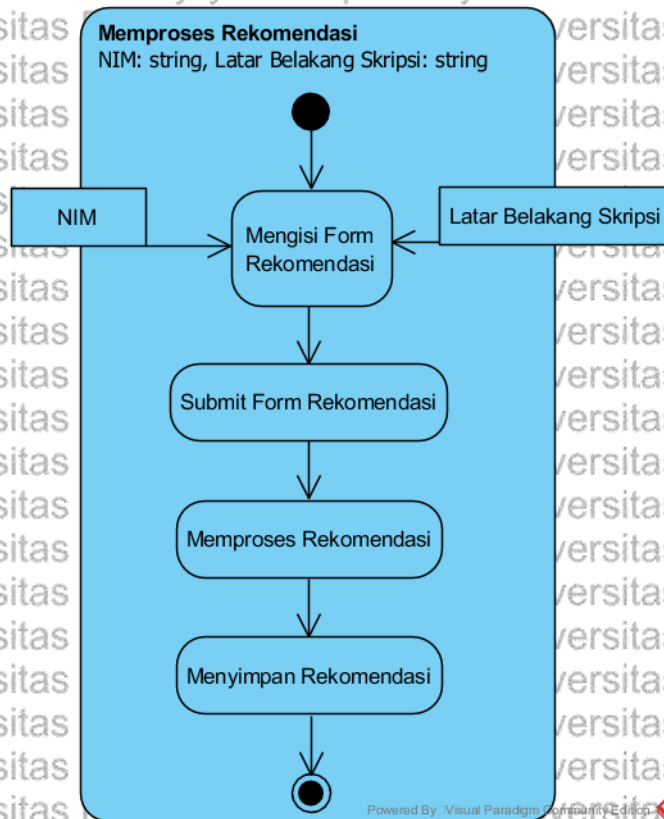 Memproses Rekomendasi
NIM: string, Latar Belakang Skripsi: string
NIM
Latar Belakang Skripsi
Mengisi Form
Rekomendasi
Submit Form Rekomendasi
Memproses Rekomendasi
Menyimpan Rekomendasi
Powered By Visual Paradigm Community Edition